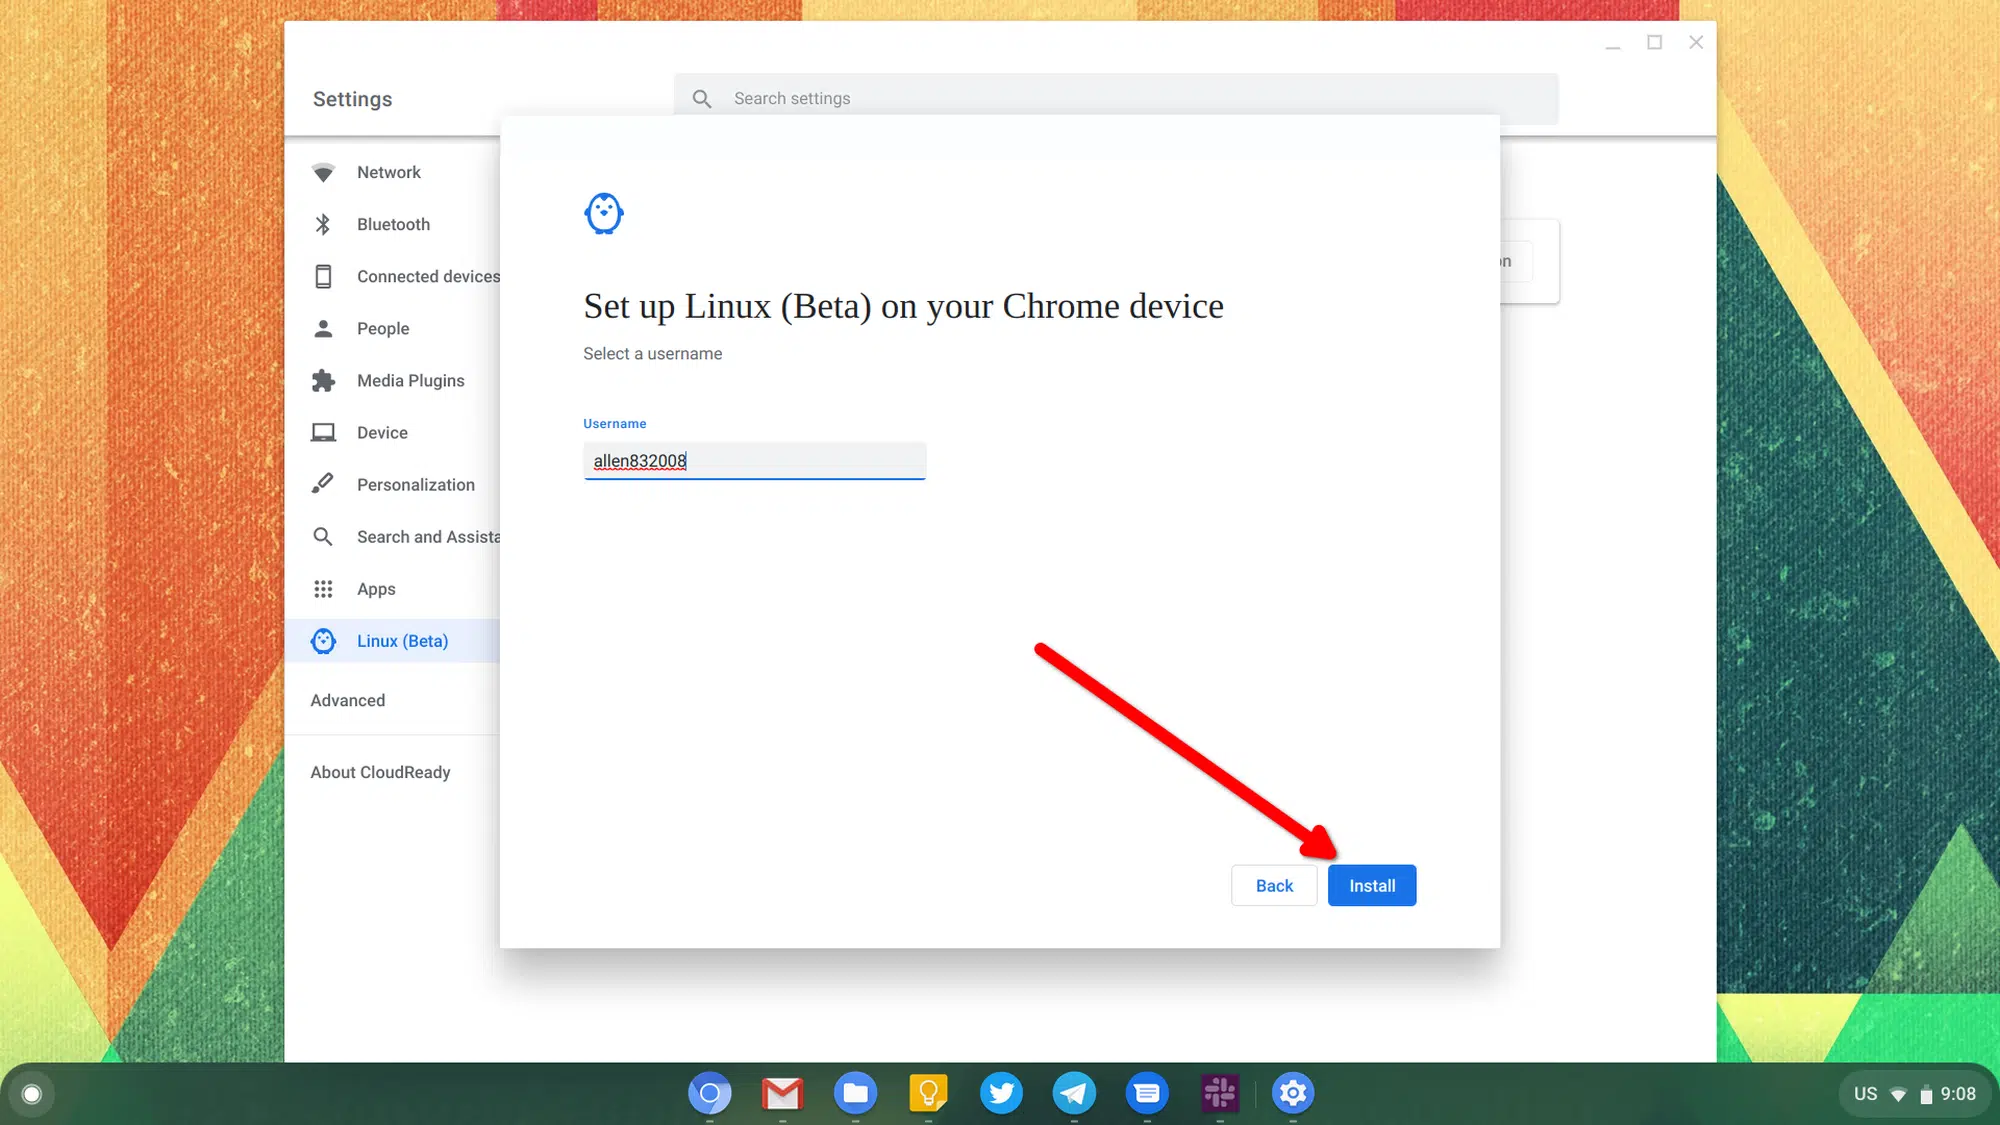 Settings
Search settings
Network
Bluetooth
Connected devices
People
Media Plugins
Device
Personalization
Search and Assista
Apps
Linux (Beta)
Advanced
About CloudReady
Set up Linux (Beta) on your Chrome device
Select a username
Username
allen832008
on
Back
Install
US
9:08